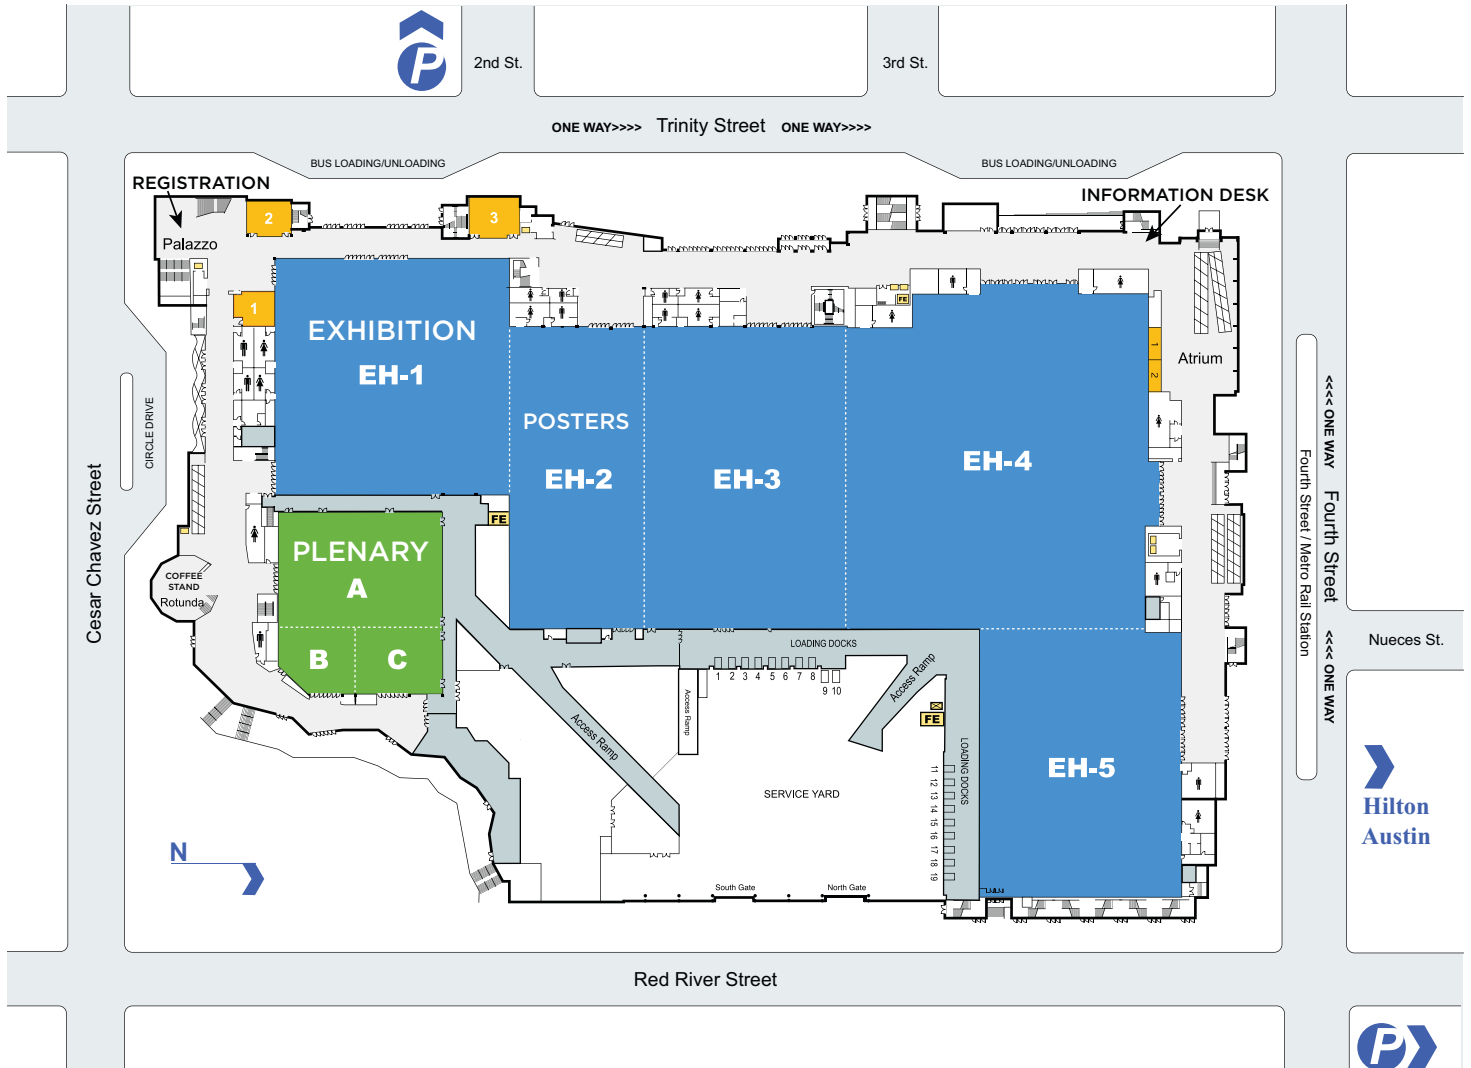 P
2nd St.
3rd St.
ONE WAY>>>> Trinity Street ONE WAY>>>>
BUS LOADING/UNLOADING
BUS LOADING/UNLOADING
REGISTRATION
INFORMATION DESK
2
3
Palazzo
1
FE
EXHIBITION
EH-1
1
2
Atrium
POSTERS
EH-2
EH-3
EH-4
CIRCLE DRIVE
Cesar Chavez Street
<<<< ONE WAY
Fourth Street
<<<< ONE WAY
Fourth Street / Metro Rail Station
FE
PLENARY
A
B
C
COFFEE
STAND
Rotunda
Nueces St.
LOADING DOCKS
1 2 3 4 5 6 7 8
9 10
Access Ramp
Access Ramp
Access Ramp
FE
LOADING DOCKS
11 12 13 14 15 16 17 18 19
EH-5
SERVICE YARD
Hilton
Austin
N
South Gate
North Gate
Red River Street
P